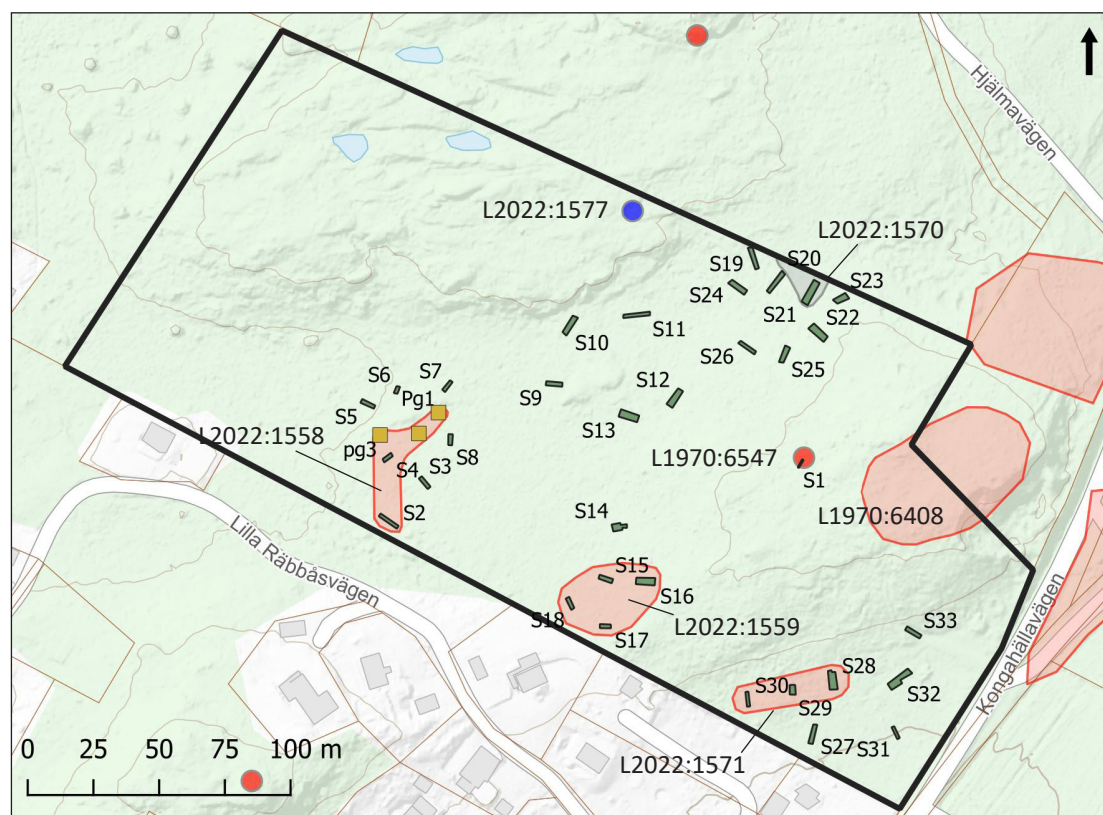 Hjälmavägen
L2022:1577
L2022:1570
S19
S20
S23
S24
S21
S22
S11
S10
S26
S25
S7
S6
Pg1
S9
S12
S5
S13
L2022:1558
pg3
S8
S4
S3
L1970:6547
S1
S2
L1970:6408
S14
Lilla Räbbåsvägen
S15
S16
S18
L2022:1559
S17
S33
S28
S30
S32
S29
Kongahällavägen
S27
S31
L2022:1571
0 25 50 75 100 m